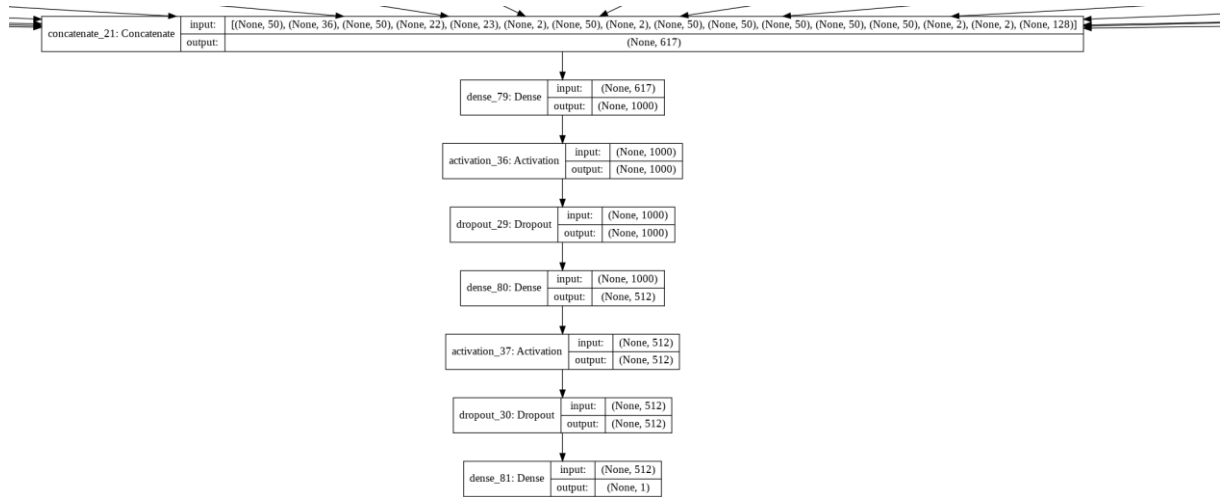 concatenate_21: Concatenate
input: [(None, 50), (None, 36), (None, 50), (None, 22), (None, 23), (None, 2), (None, 50), (None, 2), (None, 50), (None, 50), (None, 50), (None, 50), (None, 50), (None, 2), (None, 2), (None, 128)]
output: (None, 617)
dense_79: Dense
input: (None, 617)
output: (None, 1000)
activation_36: Activation
input: (None, 1000)
output: (None, 1000)
dropout_29: Dropout
input: (None, 1000)
output: (None, 1000)
dense_80: Dense
input: (None, 1000)
output: (None, 512)
activation_37: Activation
input: (None, 512)
output: (None, 512)
dropout_30: Dropout
input: (None, 512)
output: (None, 512)
dense_81: Dense
input: (None, 512)
output: (None, 1)